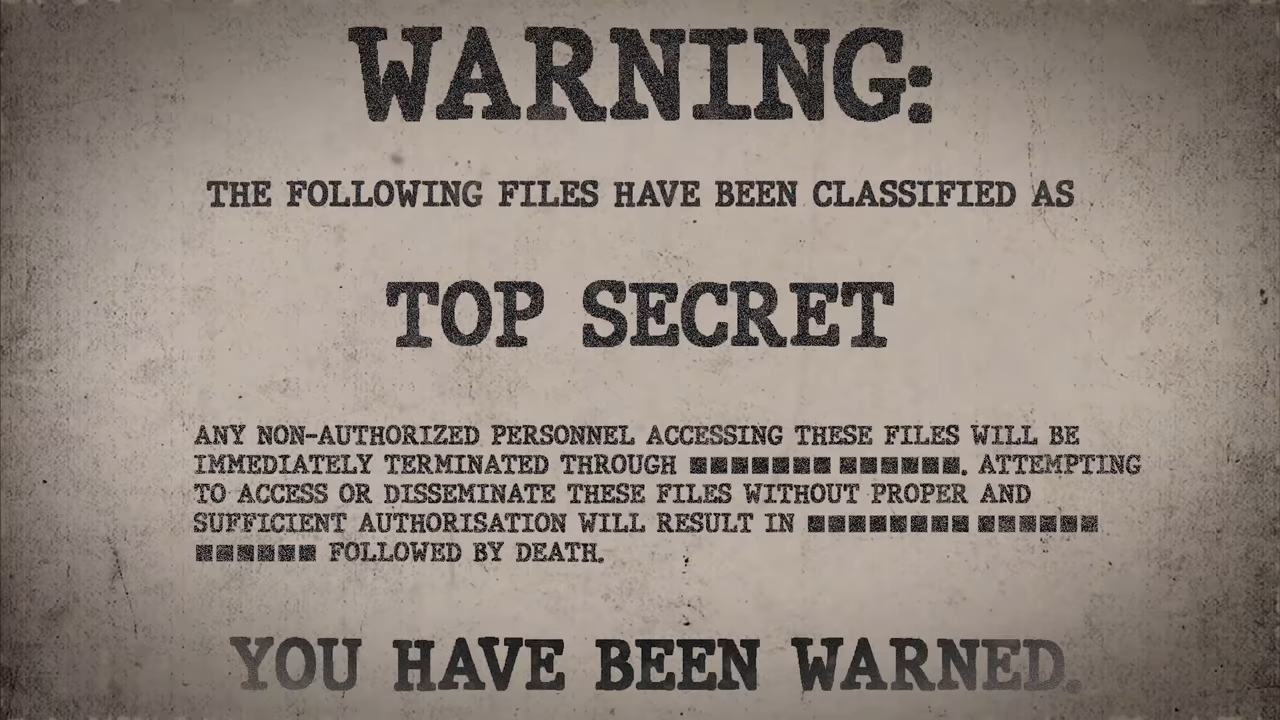 WARNING:
THE FOLLOWING FILES HAVE BEEN CLASSIFIED AS
TOP SECRET
ANY NON-AUTHORIZED PERSONNEL ACCESSING THESE FILES WILL BE
IMMEDIATELY TERMINATED THROUGH ■■■■■■■ ■■■■■■. ATTEMPTING
TO ACCESS OR DISSEMINATE THESE FILES WITHOUT PROPER AND
SUFFICIENT AUTHORISATION WILL RESULT IN ■■■■■■■■ ■■■■■■
■■■■■■ FOLLOWED BY DEATH.
YOU HAVE BEEN WARNED.